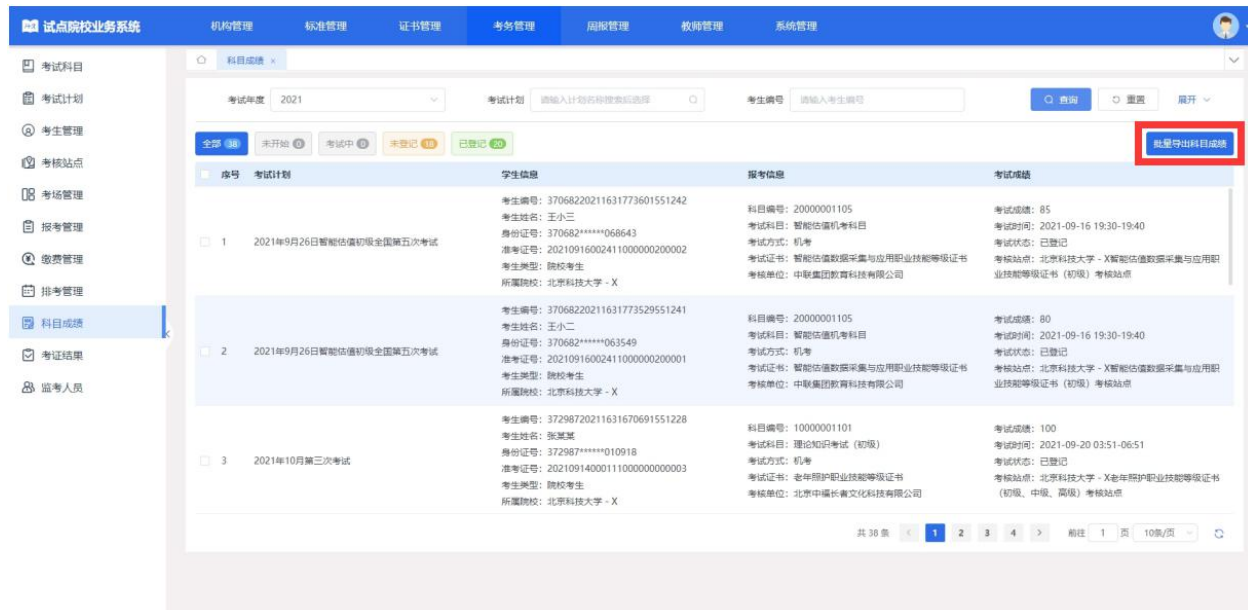 试点院校业务系统
机构管理
标准管理
证书管理
考务管理
周报管理
教师管理
系统管理
考试科目
考试计划
考生管理
考核站点
考场管理
报考管理
缴费管理
排考管理
科目成绩
考证结果
监考人员
科目成绩 ×
考试年度 2021
考试计划 请输入计划名称搜索后选择
考生编号 请输入考生编号
查询
重置
展开
全部 38
未开始 0
考试中 0
未登记 18
已登记 20
批量导出科目成绩
序号 考试计划 学生信息 报考信息 考试成绩
1
2021年9月26日智能估值初级全国第五次考试
考生编号：37068220211631773601551242
考生姓名：王小三
身份证号：370682******068643
准考证号：20210916002411000000200002
考生类型：院校考生
所属院校：北京科技大学 - X
科目编号：20000001105
考试科目：智能估值机考科目
考试方式：机考
考试证书：智能估值数据采集与应用职业技能等级证书
考核单位：中联集团教育科技有限公司
考试成绩：85
考试时间：2021-09-16 19:30-19:40
考试状态：已登记
考核站点：北京科技大学 - X智能估值数据采集与应用职
业技能等级证书（初级）考核站点
2
2021年9月26日智能估值初级全国第五次考试
考生编号：37068220211631773529551241
考生姓名：王小二
身份证号：370682******063549
准考证号：20210916002411000000200001
考生类型：院校考生
所属院校：北京科技大学 - X
科目编号：20000001105
考试科目：智能估值机考科目
考试方式：机考
考试证书：智能估值数据采集与应用职业技能等级证书
考核单位：中联集团教育科技有限公司
考试成绩：80
考试时间：2021-09-16 19:30-19:40
考试状态：已登记
考核站点：北京科技大学 - X智能估值数据采集与应用职
业技能等级证书（初级）考核站点
3
2021年10月第三次考试
考生编号：37298720211631670691551228
考生姓名：张某某
身份证号：372987******010918
准考证号：20210914000111000000000003
考生类型：院校考生
所属院校：北京科技大学 - X
科目编号：10000001101
考试科目：理论知识考试（初级）
考试方式：机考
考试证书：老年照护职业技能等级证书
考核单位：北京中福长者文化科技有限公司
考试成绩：100
考试时间：2021-09-20 03:51-06:51
考试状态：已登记
考核站点：北京科技大学 - X老年照护职业技能等级证书
（初级、中级、高级）考核站点
共 38 条 < 1 2 3 4 > 前往 1 页 10条/页